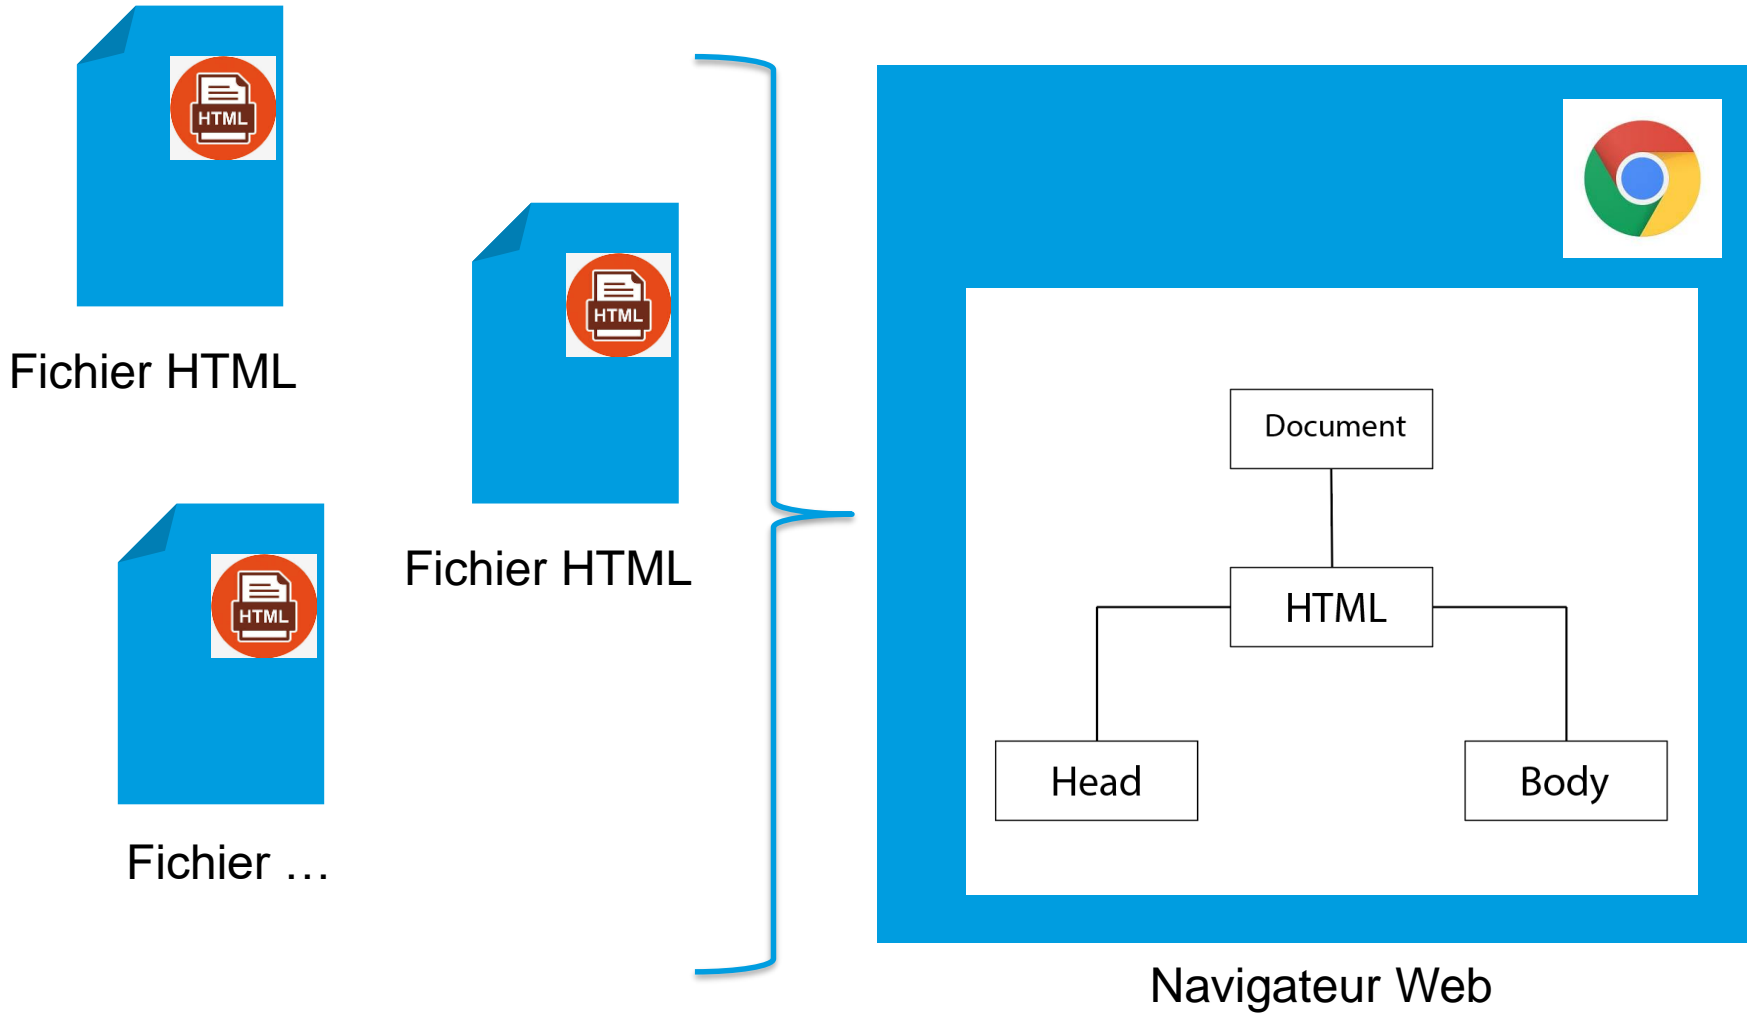 HTML
Fichier HTML
HTML
Fichier HTML
HTML
Fichier …
Document
HTML
Head
Body
Navigateur Web